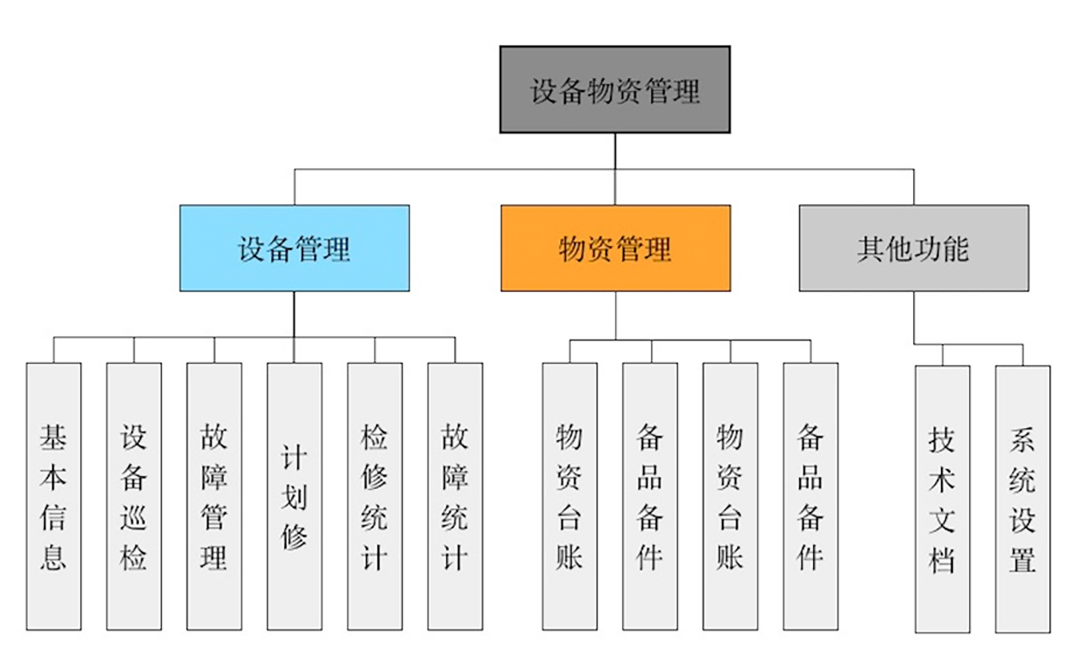 设备物资管理
设备管理
物资管理
其他功能
基本信息
设备巡检
故障管理
计划修
检修统计
故障统计
物资台账
备品备件
物资台账
备品备件
技术文档
系统设置